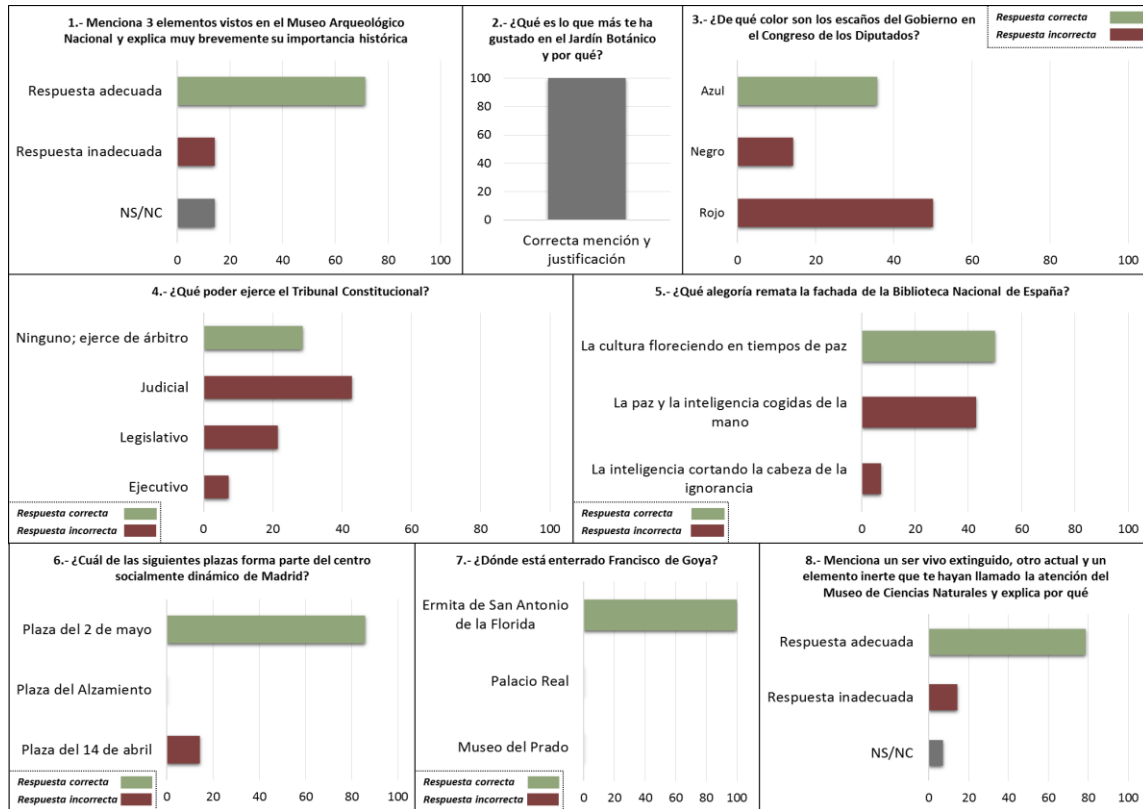 1.- Menciona 3 elementos vistos en el Museo Arqueológico
Nacional y explica muy brevemente su importancia histórica
Respuesta adecuada
Respuesta inadecuada
NS/NC
0 20 40 60 80 100
2.- ¿Qué es lo que más te ha
gustado en el Jardín Botánico
y por qué?
100
80
60
40
20
0
Correcta mención y
justificación
3.- ¿De qué color son los escaños del Gobierno en
el Congreso de los Diputados?
Respuesta correcta
Respuesta incorrecta
Azul
Negro
Rojo
0 20 40 60 80 100
4.- ¿Qué poder ejerce el Tribunal Constitucional?
Ninguno; ejerce de árbitro
Judicial
Legislativo
Ejecutivo
Respuesta correcta
Respuesta incorrecta
0 20 40 60 80 100
5.- ¿Qué alegoría remata la fachada de la Biblioteca Nacional de España?
La cultura floreciendo en tiempos de paz
La paz y la inteligencia cogidas de la
mano
La inteligencia cortando la cabeza de la
ignorancia
Respuesta correcta
Respuesta incorrecta
0 20 40 60 80 100
6.- ¿Cuál de las siguientes plazas forma parte del centro
socialmente dinámico de Madrid?
Plaza del 2 de mayo
Plaza del Alzamiento
Plaza del 14 de abril
Respuesta correcta
Respuesta incorrecta
0 20 40 60 80 100
7.- ¿Dónde está enterrado Francisco de Goya?
Ermita de San Antonio
de la Florida
Palacio Real
Museo del Prado
Respuesta correcta
Respuesta incorrecta
0 20 40 60 80 100
8.- Menciona un ser vivo extinguido, otro actual y un
elemento inerte que te hayan llamado la atención del
Museo de Ciencias Naturales y explica por qué
Respuesta adecuada
Respuesta inadecuada
NS/NC
0 20 40 60 80 100